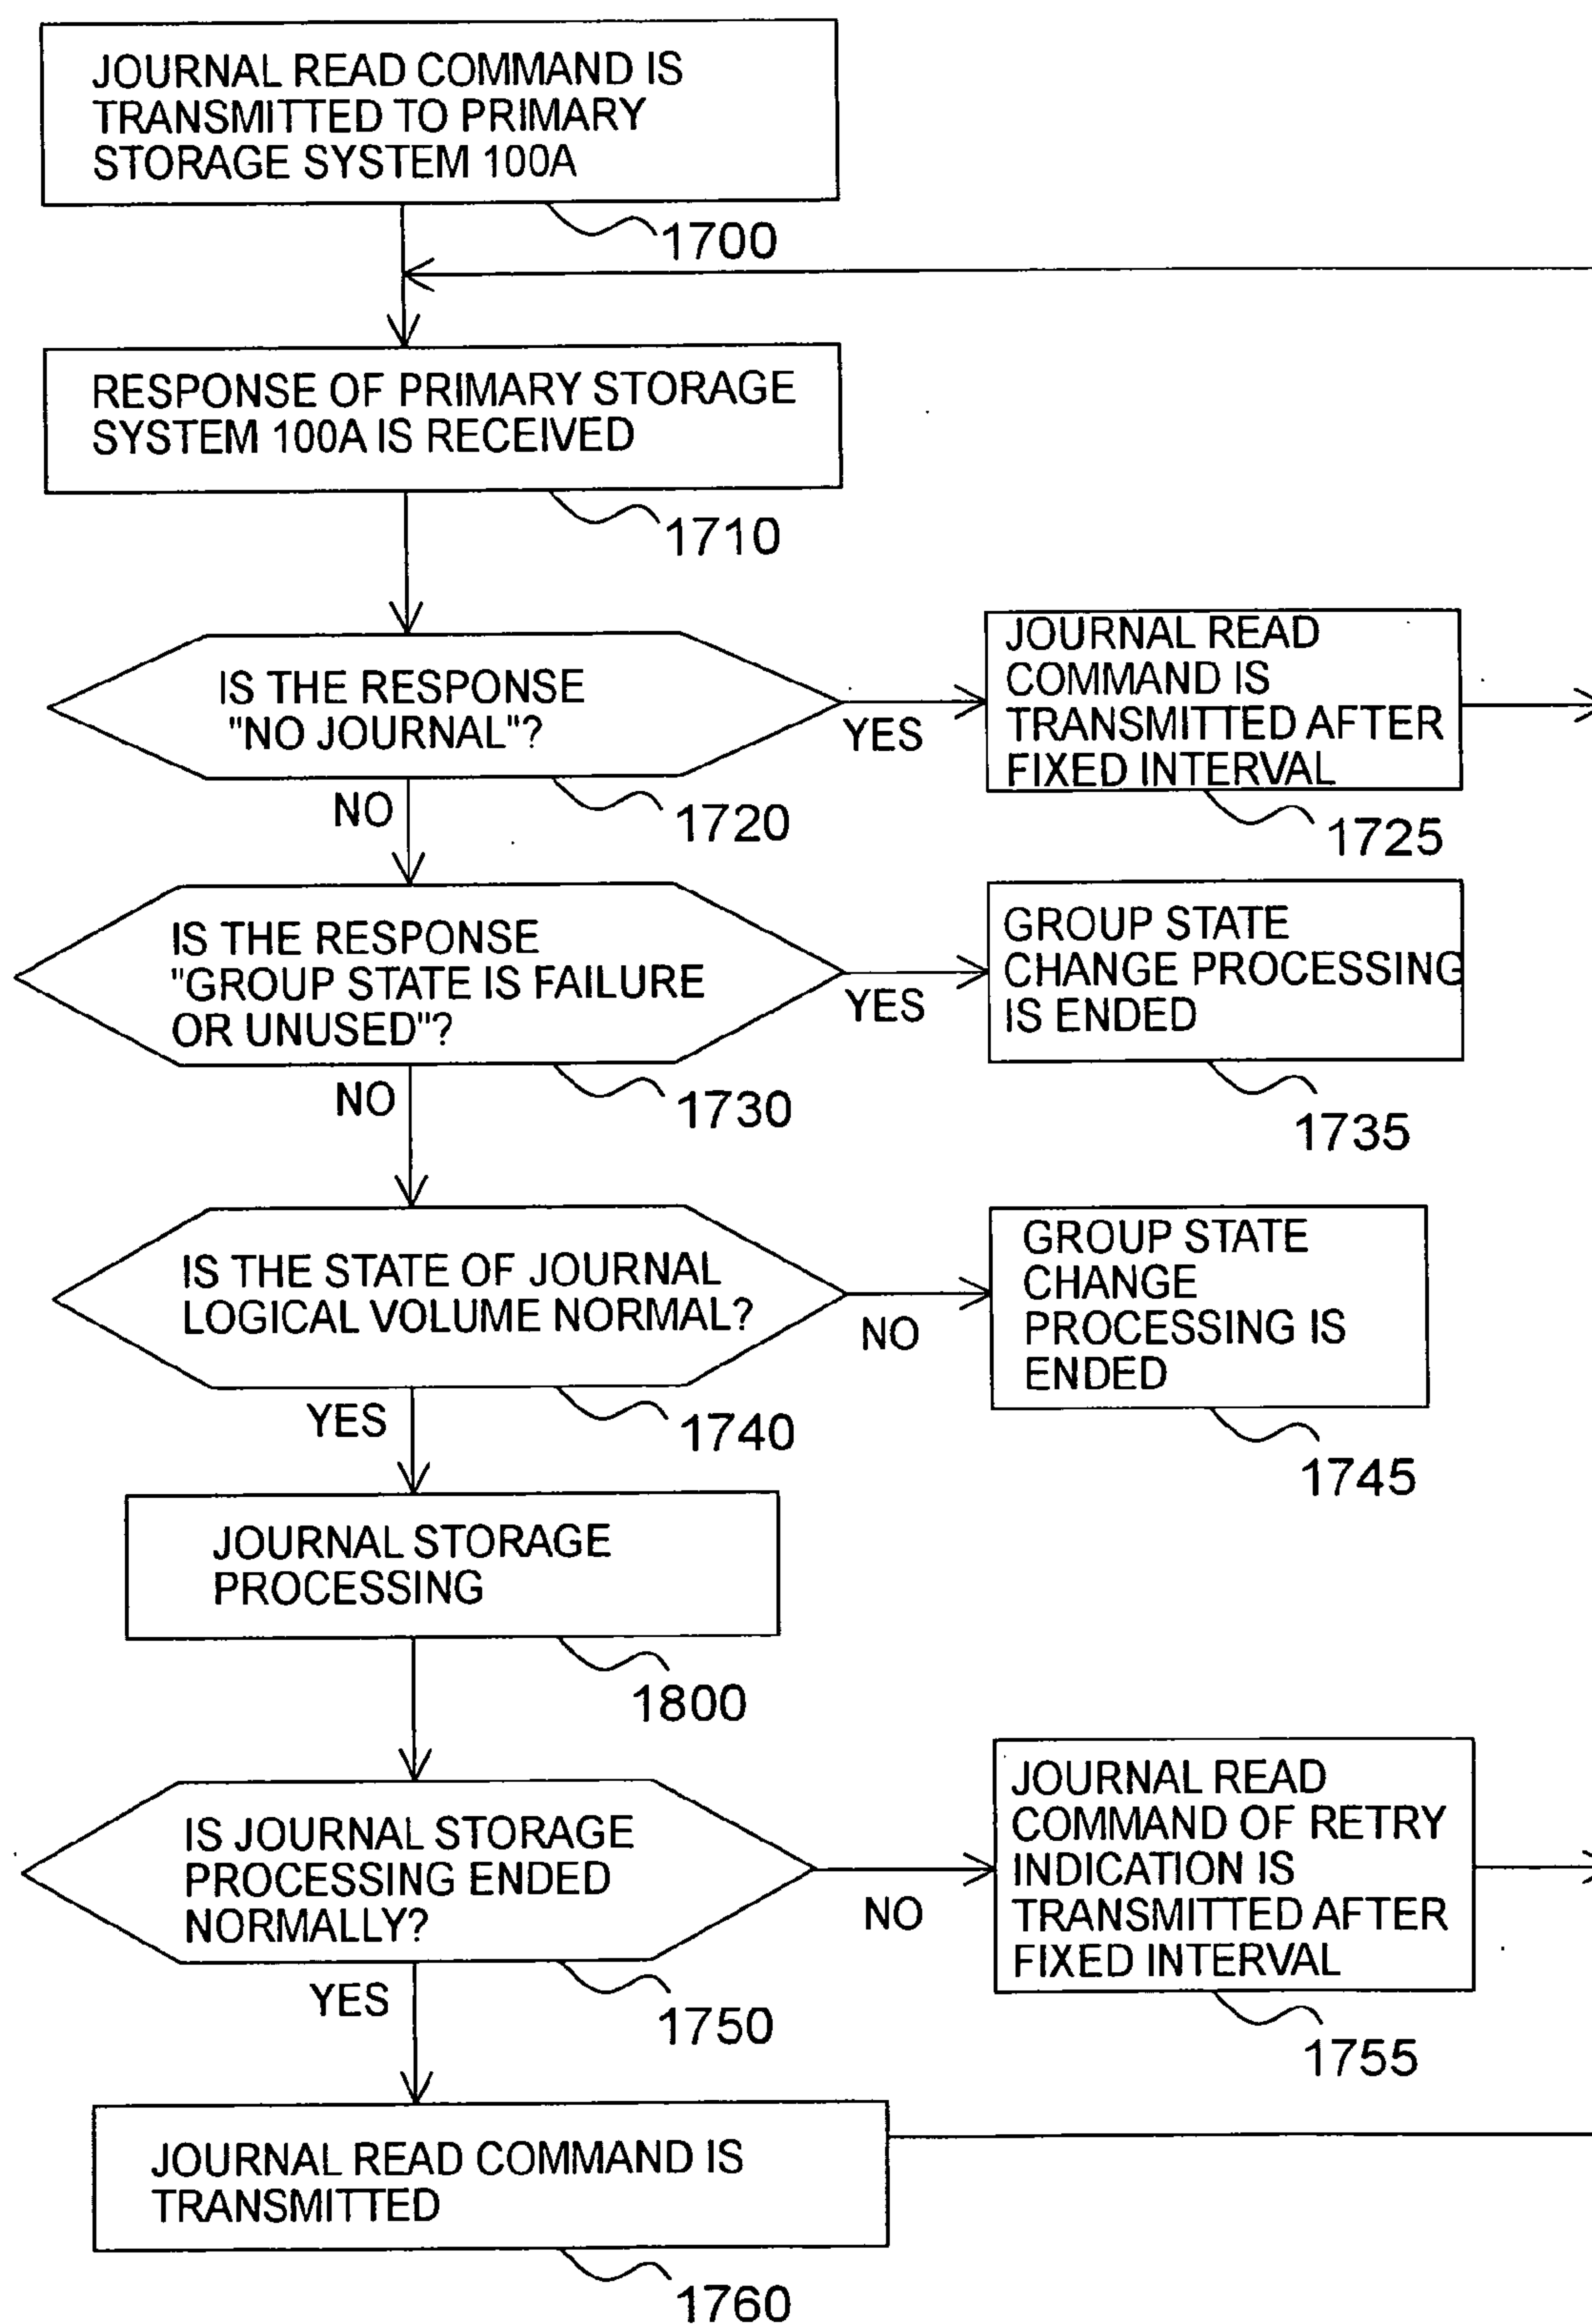 JOURNAL READ COMMAND IS
TRANSMITTED TO PRIMARY
STORAGE SYSTEM 100A
1700
RESPONSE OF PRIMARY STORAGE
SYSTEM 100A IS RECEIVED
1710
IS THE RESPONSE
"NO JOURNAL"?
YES
NO
1720
JOURNAL READ
COMMAND IS
TRANSMITTED AFTER
FIXED INTERVAL
1725
IS THE RESPONSE
"GROUP STATE IS FAILURE
OR UNUSED"?
YES
NO
1730
GROUP STATE
CHANGE PROCESSING
IS ENDED
1735
IS THE STATE OF JOURNAL
LOGICAL VOLUME NORMAL?
NO
YES
1740
GROUP STATE
CHANGE
PROCESSING IS
ENDED
1745
JOURNAL STORAGE
PROCESSING
1800
IS JOURNAL STORAGE
PROCESSING ENDED
NORMALLY?
NO
YES
1750
JOURNAL READ
COMMAND OF RETRY
INDICATION IS
TRANSMITTED AFTER
FIXED INTERVAL
1755
JOURNAL READ COMMAND IS
TRANSMITTED
1760